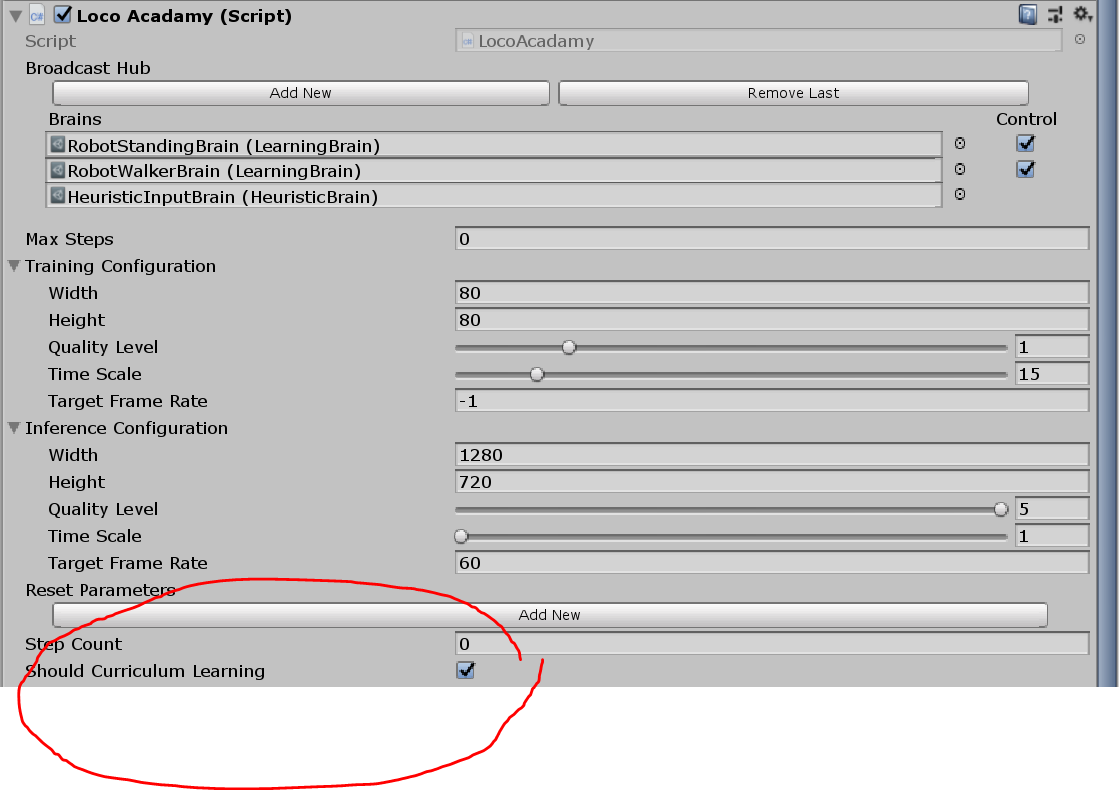 Loco Acadamy (Script)
Script LocoAcadamy
Broadcast Hub
Add New Remove Last
Brains Control
RobotStandingBrain (LearningBrain)
RobotWalkerBrain (LearningBrain)
HeuristicInputBrain (HeuristicBrain)
Max Steps 0
Training Configuration
Width 80
Height 80
Quality Level 1
Time Scale 15
Target Frame Rate -1
Inference Configuration
Width 1280
Height 720
Quality Level 5
Time Scale 1
Target Frame Rate 60
Reset Parameters
Add New
Step Count 0
Should Curriculum Learning